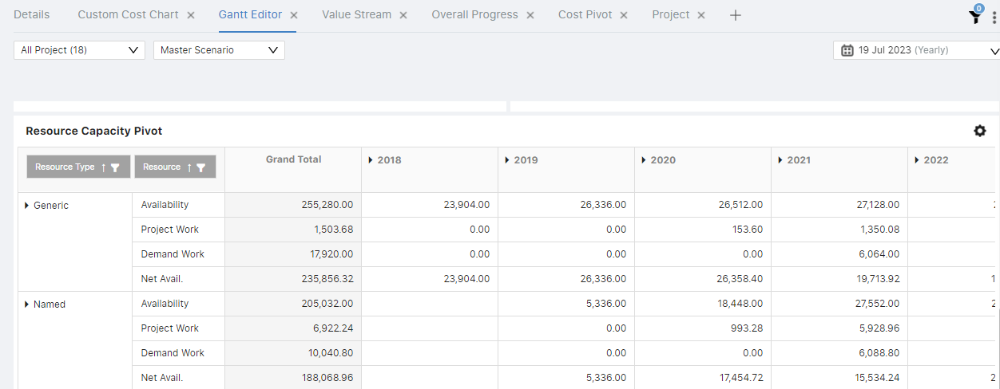 Details Custom Cost Chart Gantt Editor Value Stream Overall Progress Cost Pivot Project
0
All Project (18) Master Scenario 19 Jul 2023 (Yearly)
Resource Capacity Pivot
Resource Type Resource Grand Total 2018 2019 2020 2021 2022
Generic Availability 255,280.00 23,904.00 26,336.00 26,512.00 27,128.00
Project Work 1,503.68 0.00 0.00 153.60 1,350.08
Demand Work 17,920.00 0.00 0.00 0.00 6,064.00
Net Avail. 235,856.32 23,904.00 26,336.00 26,358.40 19,713.92 1
Named Availability 205,032.00 5,336.00 18,448.00 27,552.00 2
Project Work 6,922.24 0.00 993.28 5,928.96
Demand Work 10,040.80 0.00 0.00 6,088.80
Net Avail. 188,068.96 5,336.00 17,454.72 15,534.24 2